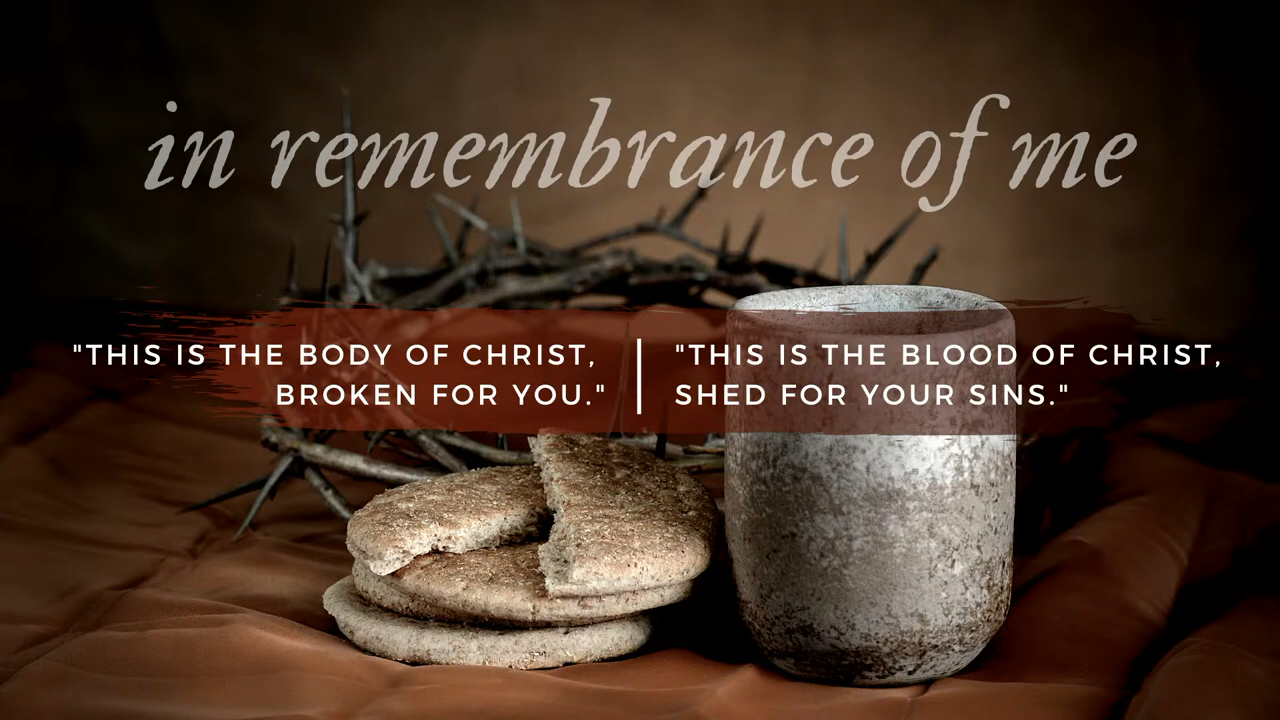 in remembrance of me
"THIS IS THE BODY OF CHRIST,
BROKEN FOR YOU."
"THIS IS THE BLOOD OF CHRIST,
SHED FOR YOUR SINS."